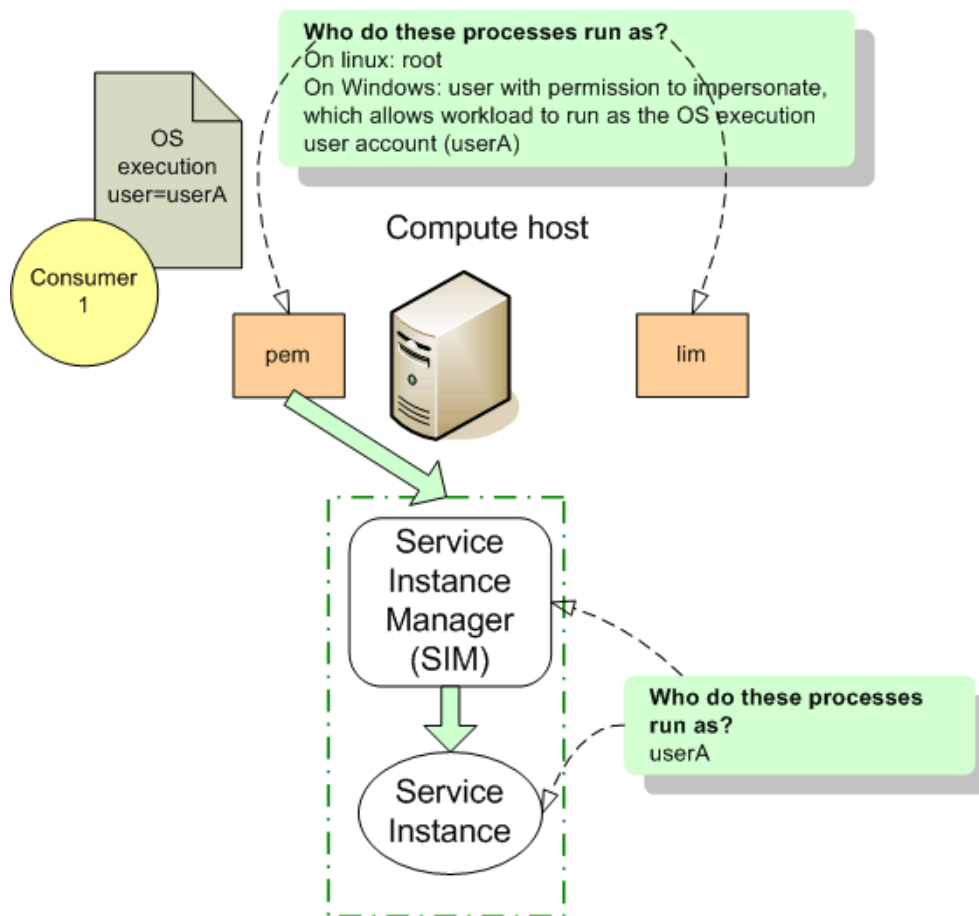 Who do these processes run as?
On linux: root
On Windows: user with permission to impersonate,
which allows workload to run as the OS execution
user account (userA)
OS
execution
user=userA
Consumer
1
Compute host
pem
lim
Service
Instance
Manager
(SIM)
Who do these processes
run as?
userA
Service
Instance